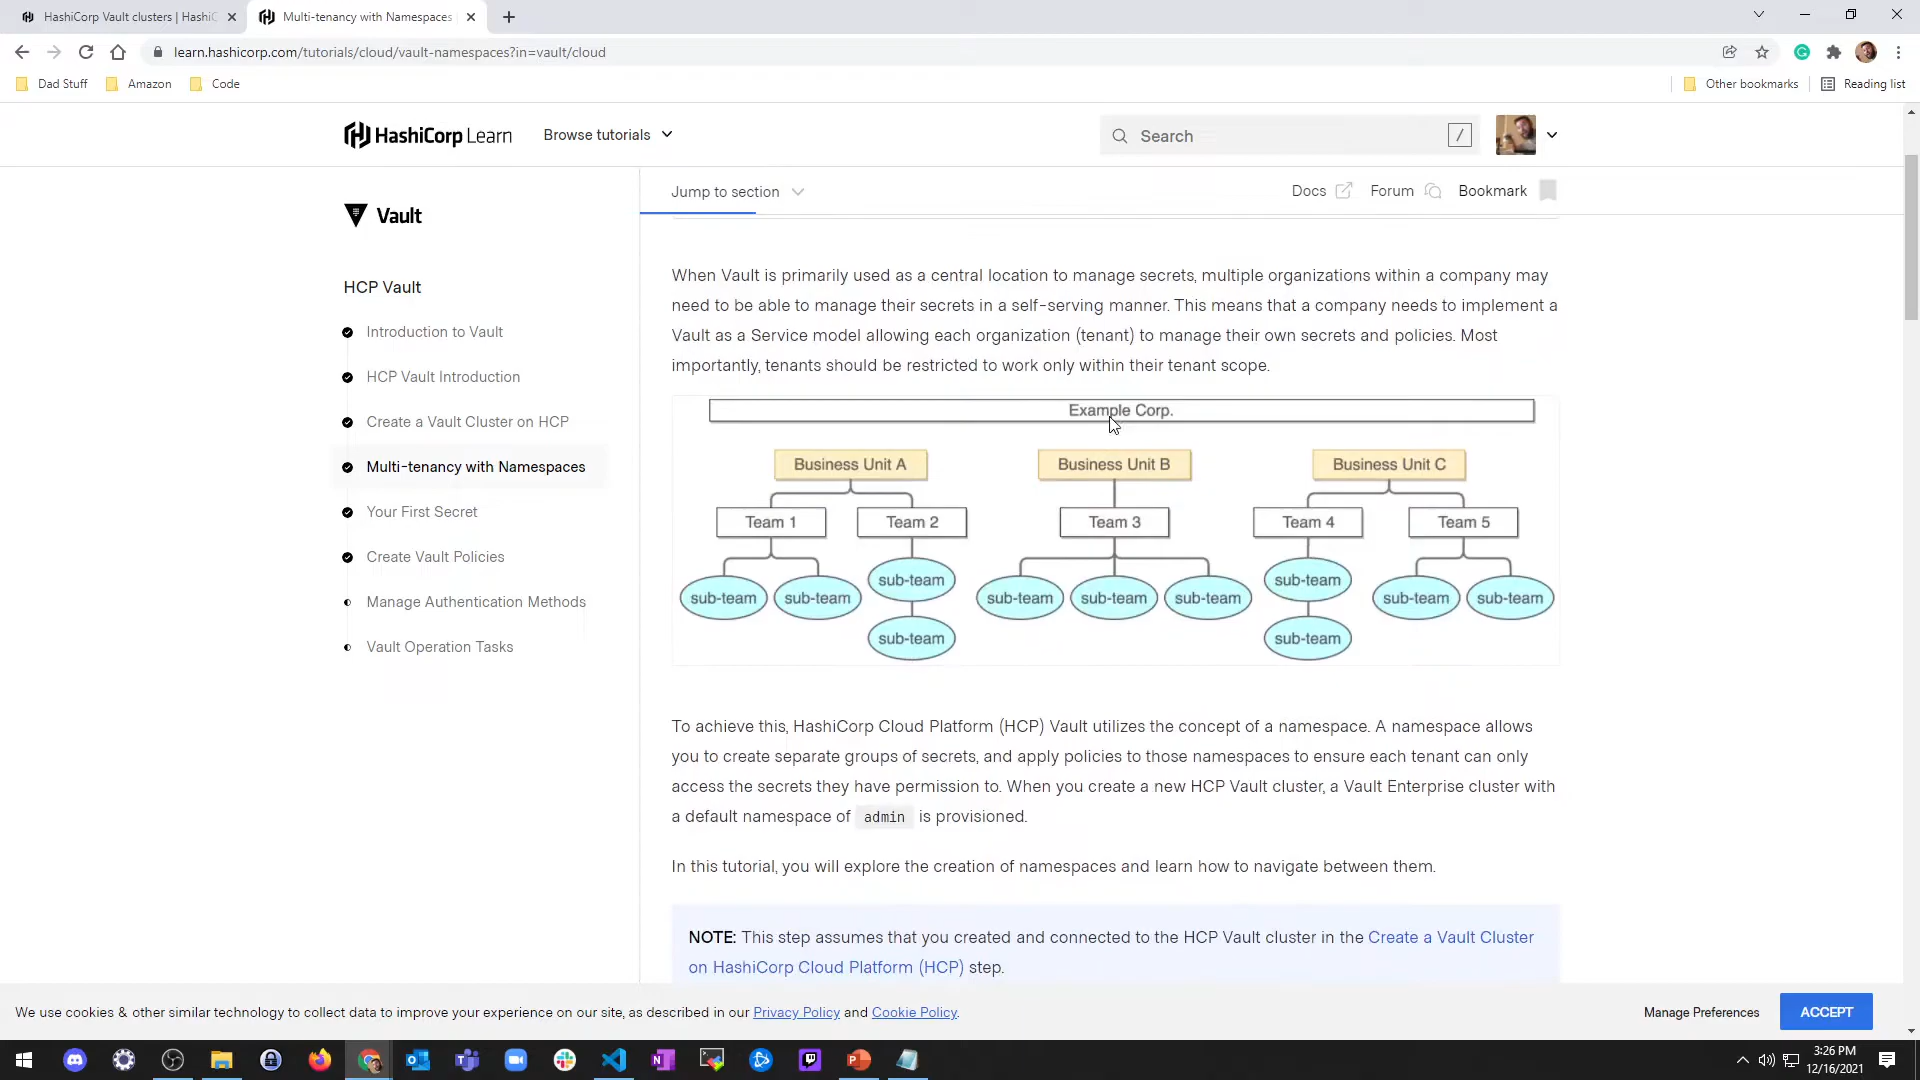 HashiCorp Vault clusters | HashiC
Multi-tenancy with Namespaces
learn.hashicorp.com/tutorials/cloud/vault-namespaces?in=vault/cloud
Dad Stuff
Amazon
Code
Other bookmarks
Reading list
HashiCorp Learn
Browse tutorials
Search
/
Vault
Jump to section
Docs
Forum
Bookmark
HCP Vault
Introduction to Vault
HCP Vault Introduction
Create a Vault Cluster on HCP
Multi-tenancy with Namespaces
Your First Secret
Create Vault Policies
Manage Authentication Methods
Vault Operation Tasks
When Vault is primarily used as a central location to manage secrets, multiple organizations within a company may
need to be able to manage their secrets in a self-serving manner. This means that a company needs to implement a
Vault as a Service model allowing each organization (tenant) to manage their own secrets and policies. Most
importantly, tenants should be restricted to work only within their tenant scope.
Example Corp.
Business Unit A
Business Unit B
Business Unit C
Team 1
Team 2
Team 3
Team 4
Team 5
sub-team
sub-team
sub-team
sub-team
sub-team
sub-team
sub-team
sub-team
sub-team
sub-team
sub-team
To achieve this, HashiCorp Cloud Platform (HCP) Vault utilizes the concept of a namespace. A namespace allows
you to create separate groups of secrets, and apply policies to those namespaces to ensure each tenant can only
access the secrets they have permission to. When you create a new HCP Vault cluster, a Vault Enterprise cluster with
a default namespace of admin is provisioned.
In this tutorial, you will explore the creation of namespaces and learn how to navigate between them.
NOTE: This step assumes that you created and connected to the HCP Vault cluster in the Create a Vault Cluster
on HashiCorp Cloud Platform (HCP) step.
We use cookies & other similar technology to collect data to improve your experience on our site, as described in our Privacy Policy and Cookie Policy.
Manage Preferences
ACCEPT
3:26 PM
12/16/2021